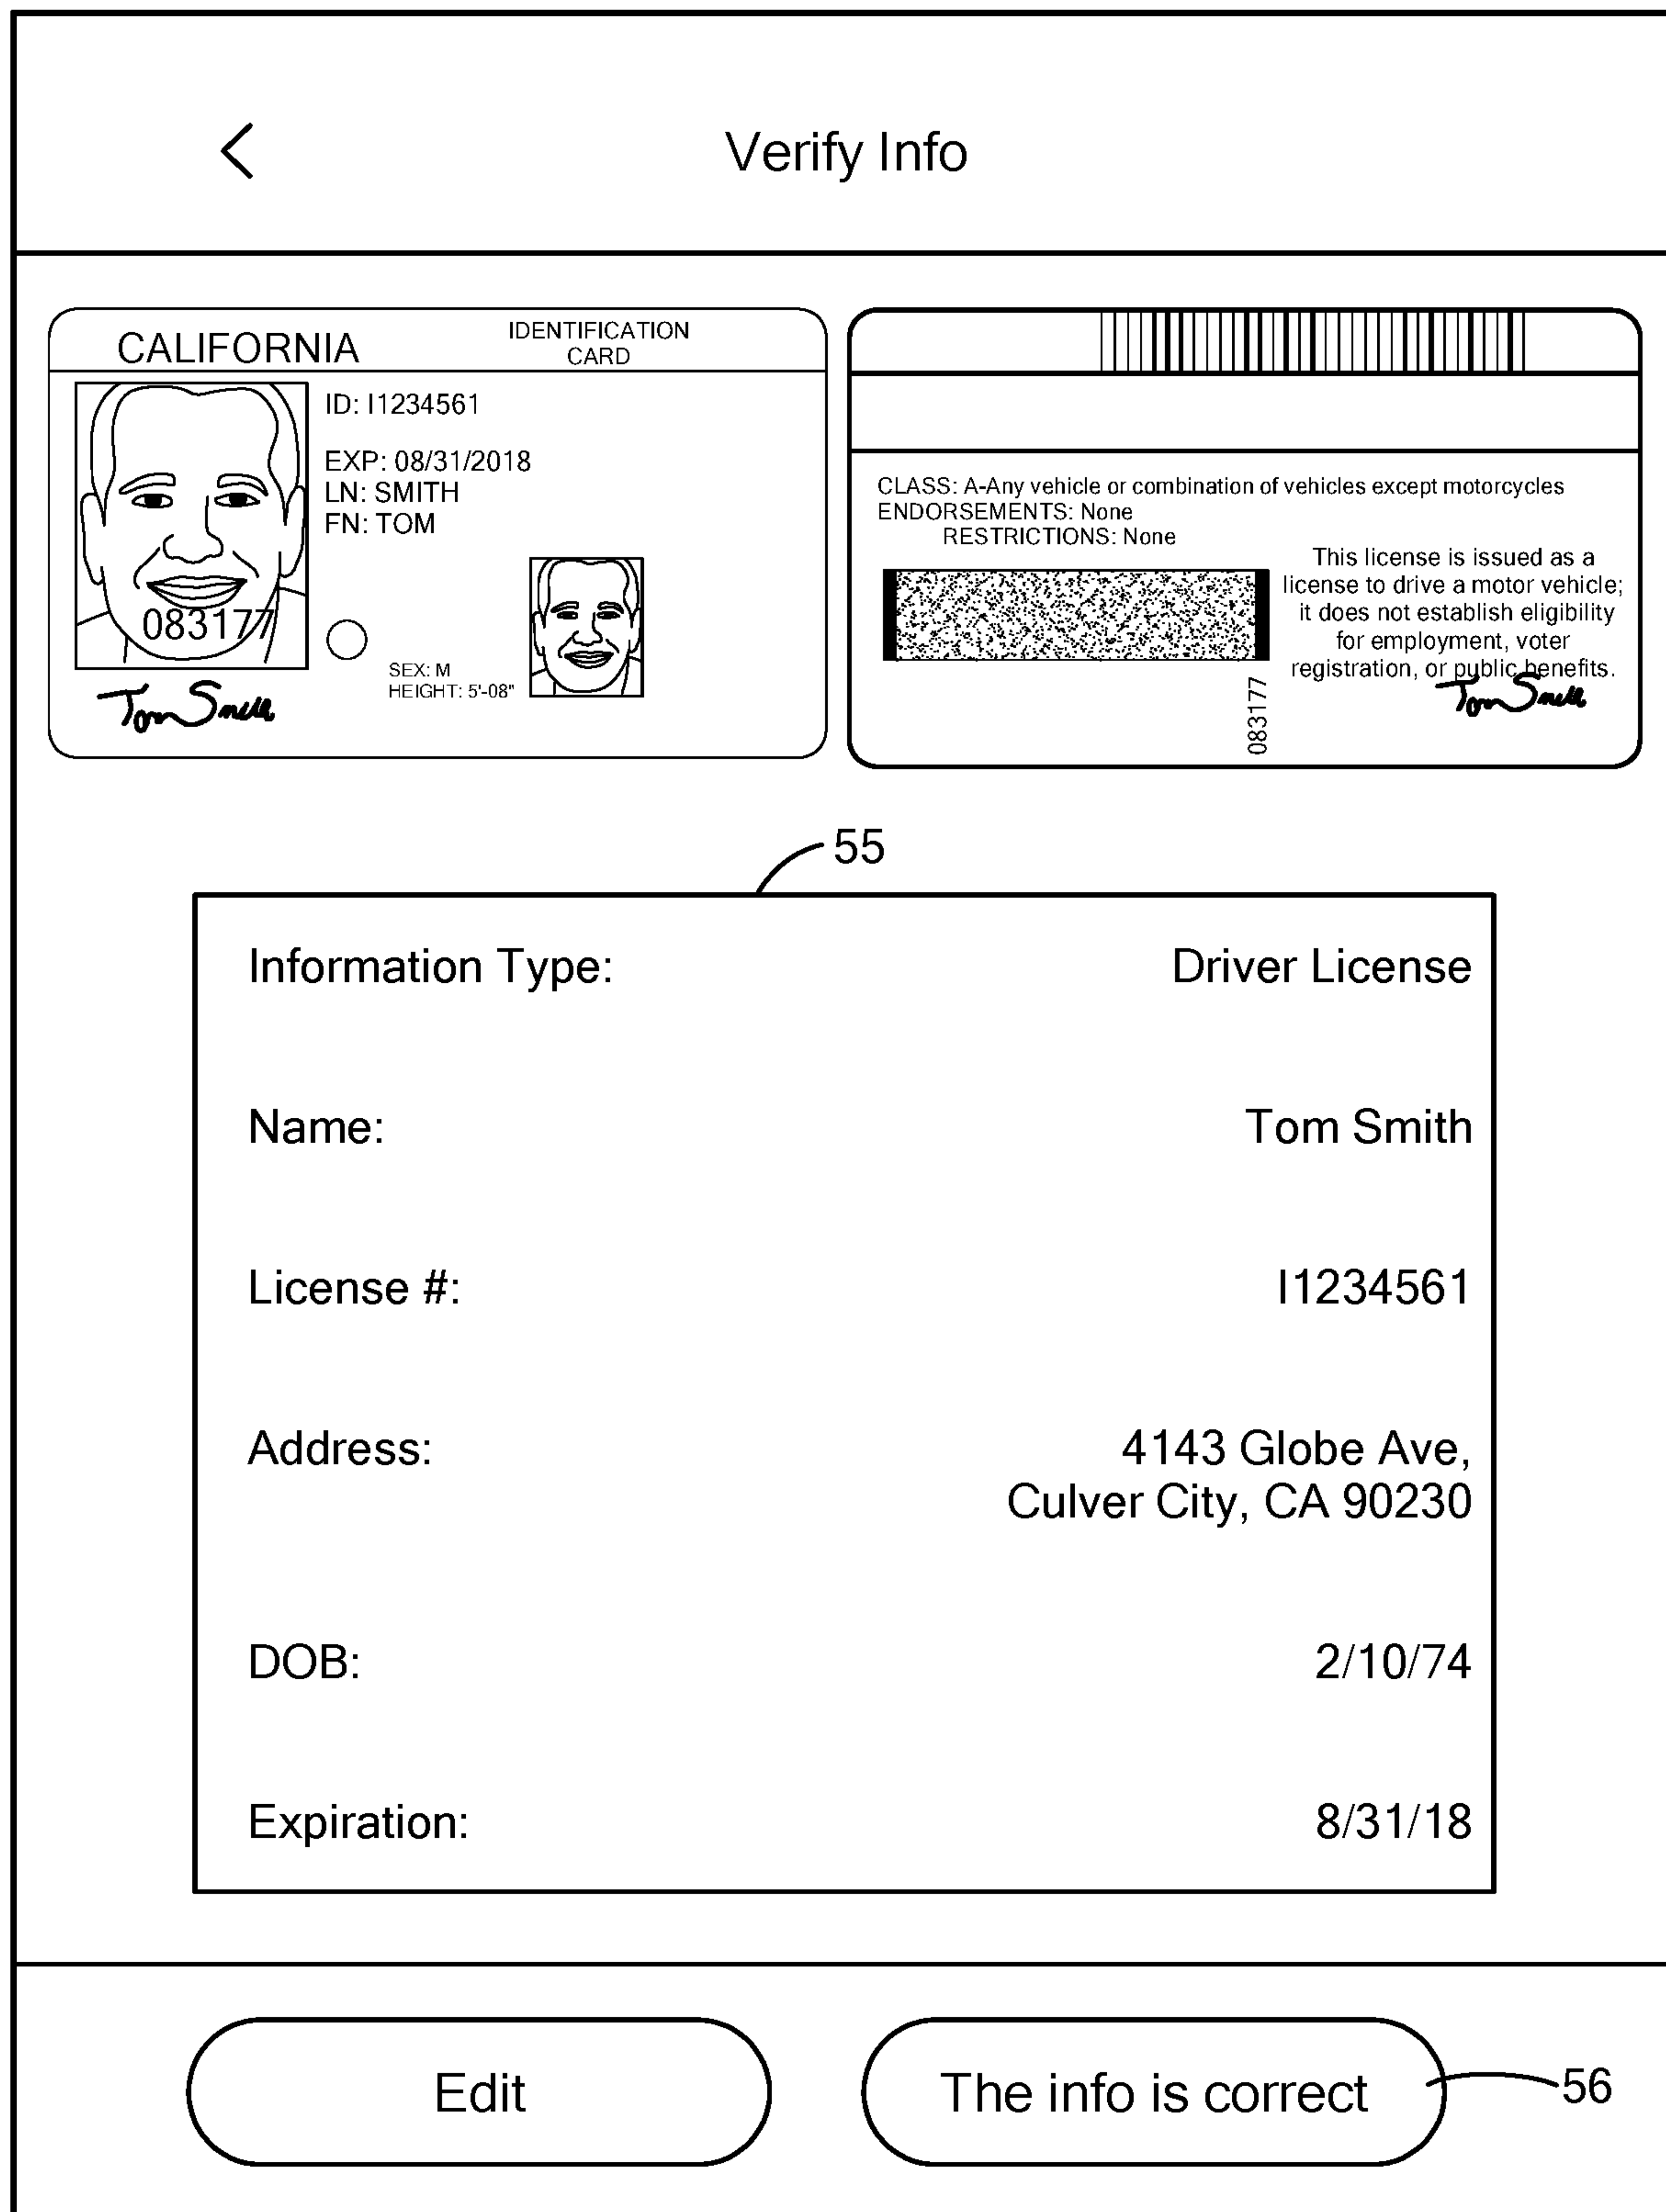 Verify Info
CALIFORNIA
IDENTIFICATION
CARD
ID: I1234561
EXP: 08/31/2018
LN: SMITH
FN: TOM
083177
SEX: M
HEIGHT: 5'-08"
Tom Smith
CLASS: A-Any vehicle or combination of vehicles except motorcycles
ENDORSEMENTS: None
RESTRICTIONS: None
This license is issued as a
license to drive a motor vehicle;
it does not establish eligibility
for employment, voter
registration, or public benefits.
083177
Tom Smith
55
Information Type: Driver License
Name: Tom Smith
License #: I1234561
Address: 4143 Globe Ave,
Culver City, CA 90230
DOB: 2/10/74
Expiration: 8/31/18
Edit
The info is correct
56